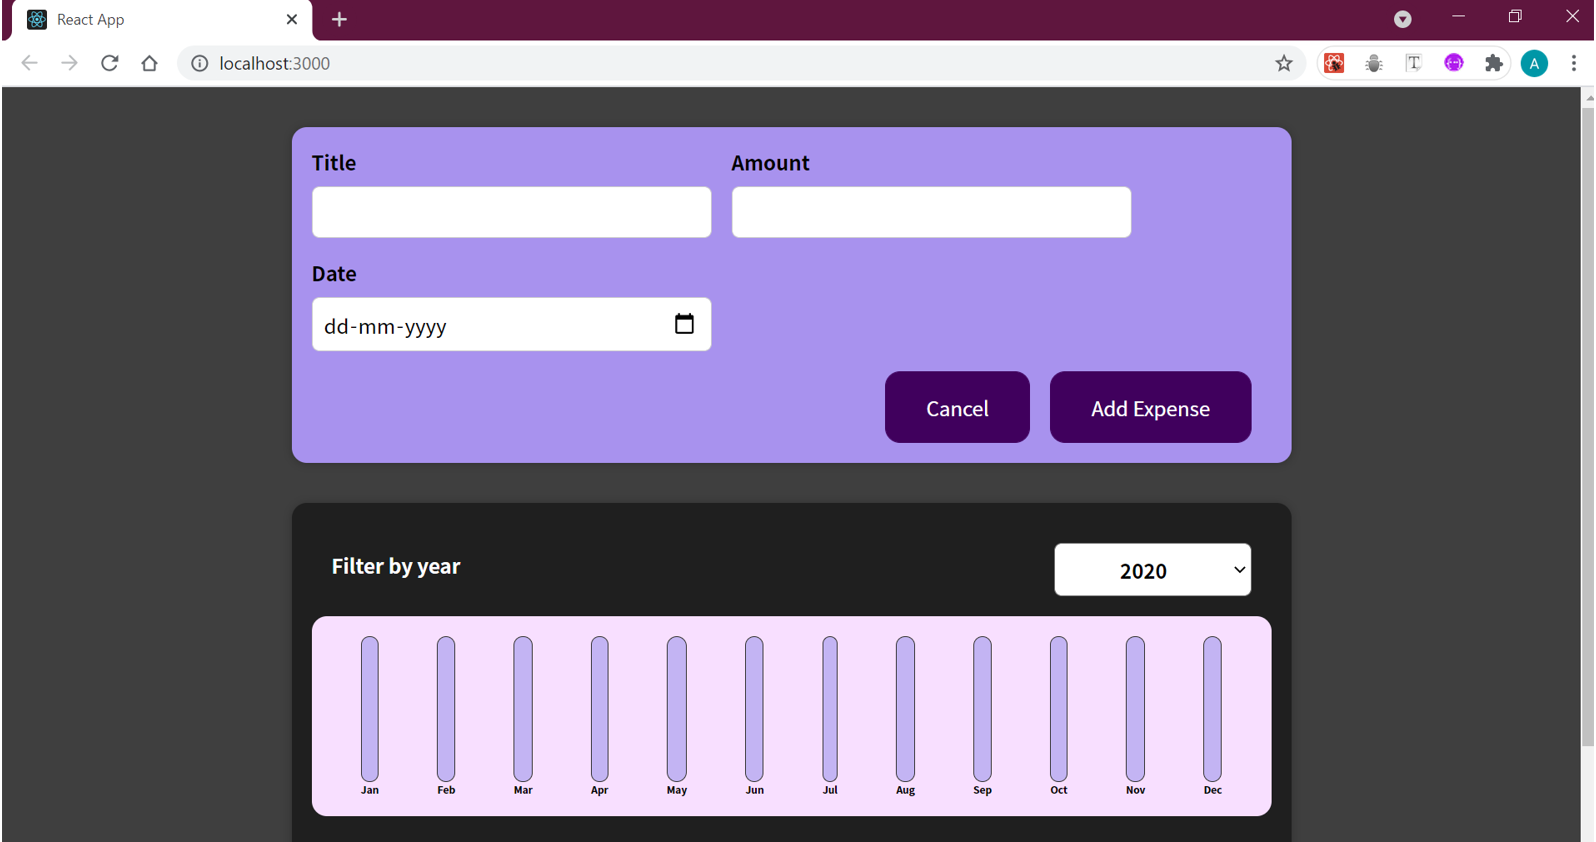 React App
localhost:3000
T
A
Title Amount
Date
dd-mm-yyyy
Cancel Add Expense
Filter by year
2020
Jan Feb Mar Apr May Jun Jul Aug Sep Oct Nov Dec